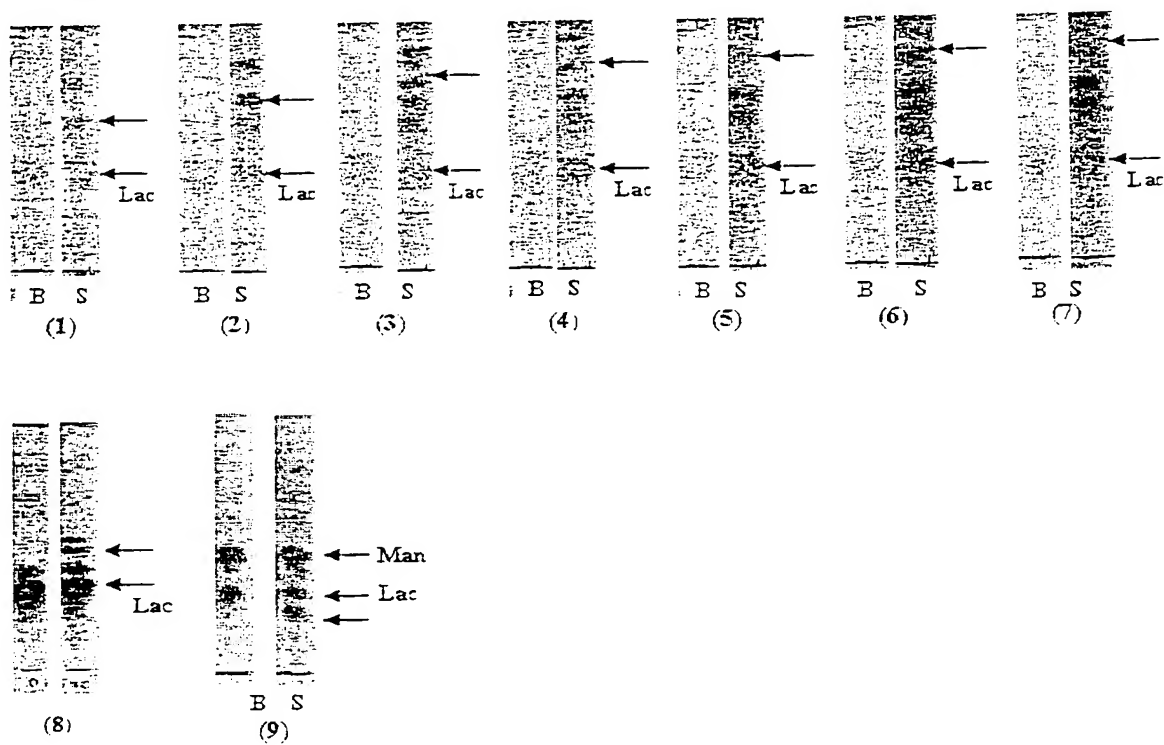 Lac Lac Lac Lac Lac Lac Lac
B S B S B S B S B S B S B S
(1) (2) (3) (4) (5) (6) (7)
Man
Lac Lac
B S
(8) (9)